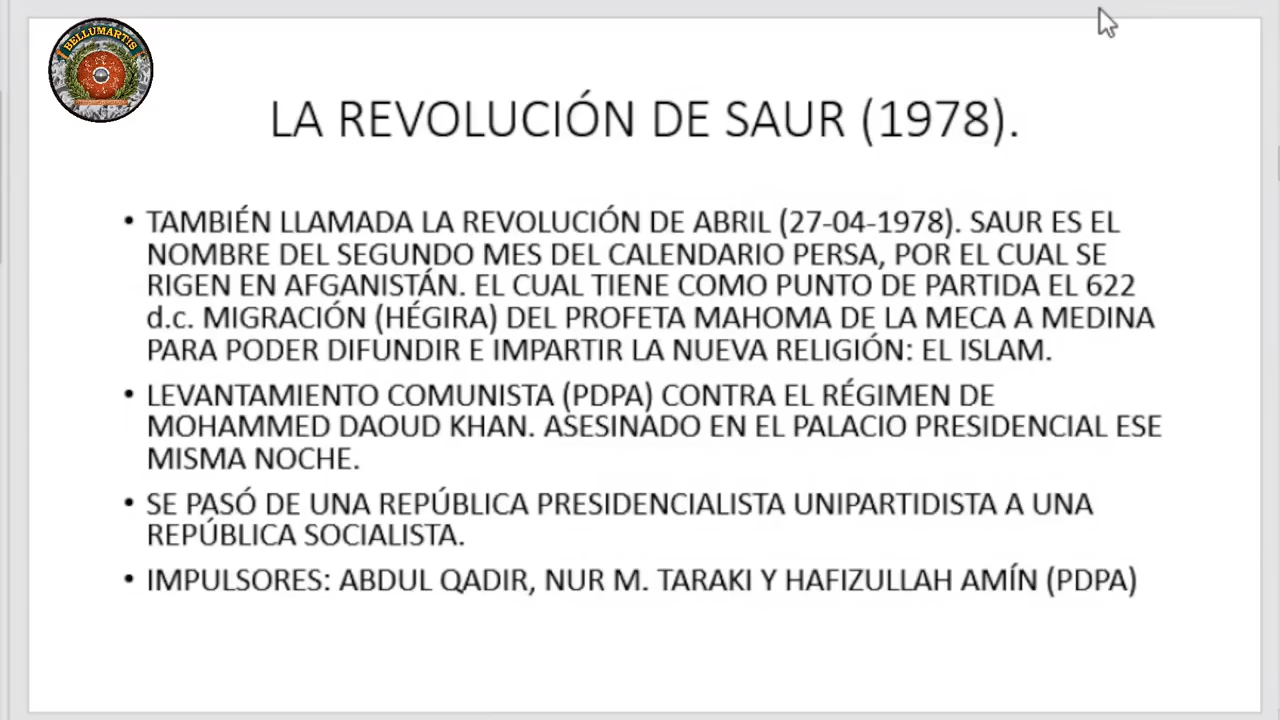 BELLUMARTIS
LA REVOLUCIÓN DE SAUR (1978).
• TAMBIÉN LLAMADA LA REVOLUCIÓN DE ABRIL (27-04-1978). SAUR ES EL
NOMBRE DEL SEGUNDO MES DEL CALENDARIO PERSA, POR EL CUAL SE
RIGEN EN AFGANISTÁN. EL CUAL TIENE COMO PUNTO DE PARTIDA EL 622
d.c. MIGRACIÓN (HÉGIRA) DEL PROFETA MAHOMA DE LA MECA A MEDINA
PARA PODER DIFUNDIR E IMPARTIR LA NUEVA RELIGIÓN: EL ISLAM.
• LEVANTAMIENTO COMUNISTA (PDPA) CONTRA EL RÉGIMEN DE
MOHAMMED DAOUD KHAN. ASESINADO EN EL PALACIO PRESIDENCIAL ESE
MISMA NOCHE.
• SE PASÓ DE UNA REPÚBLICA PRESIDENCIALISTA UNIPARTIDISTA A UNA
REPÚBLICA SOCIALISTA.
• IMPULSORES: ABDUL QADIR, NUR M. TARAKI Y HAFIZULLAH AMÍN (PDPA)